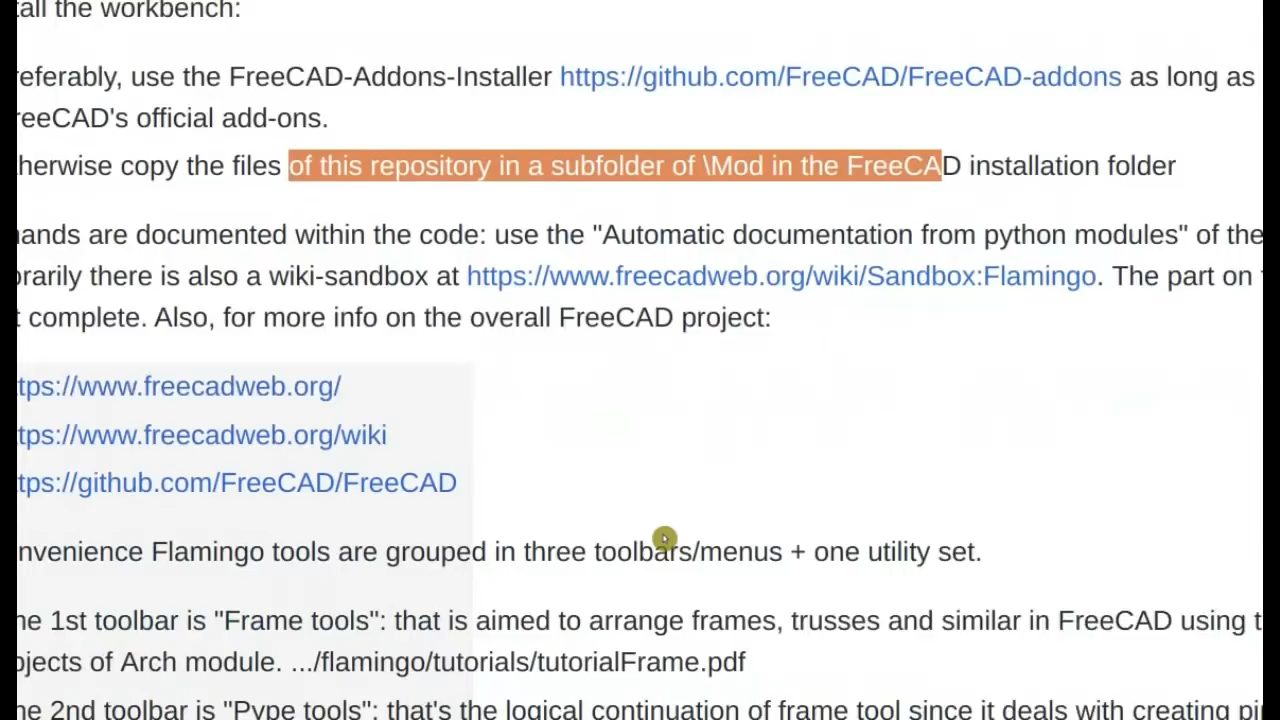 tall the workbench:
referably, use the FreeCAD-Addons-Installer https://github.com/FreeCAD/FreeCAD-addons as long as
reeCAD's official add-ons.
herwise copy the files of this repository in a subfolder of \Mod in the FreeCAD installation folder
ands are documented within the code: use the "Automatic documentation from python modules" of the
orarily there is also a wiki-sandbox at https://www.freecadweb.org/wiki/Sandbox:Flamingo. The part on
t complete. Also, for more info on the overall FreeCAD project:
tps://www.freecadweb.org/
tps://www.freecadweb.org/wiki
tps://github.com/FreeCAD/FreeCAD
nvenience Flamingo tools are grouped in three toolbars/menus + one utility set.
he 1st toolbar is "Frame tools": that is aimed to arrange frames, trusses and similar in FreeCAD using t
bjects of Arch module. .../flamingo/tutorials/tutorialFrame.pdf
he 2nd toolbar is "Pype tools": that's the logical continuation of frame tool since it deals with creating pi